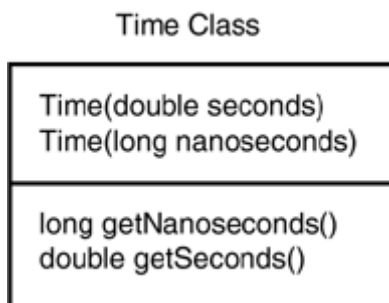 Time Class
Time(double seconds)
Time(long nanoseconds)
long getNanoseconds()
double getSeconds()